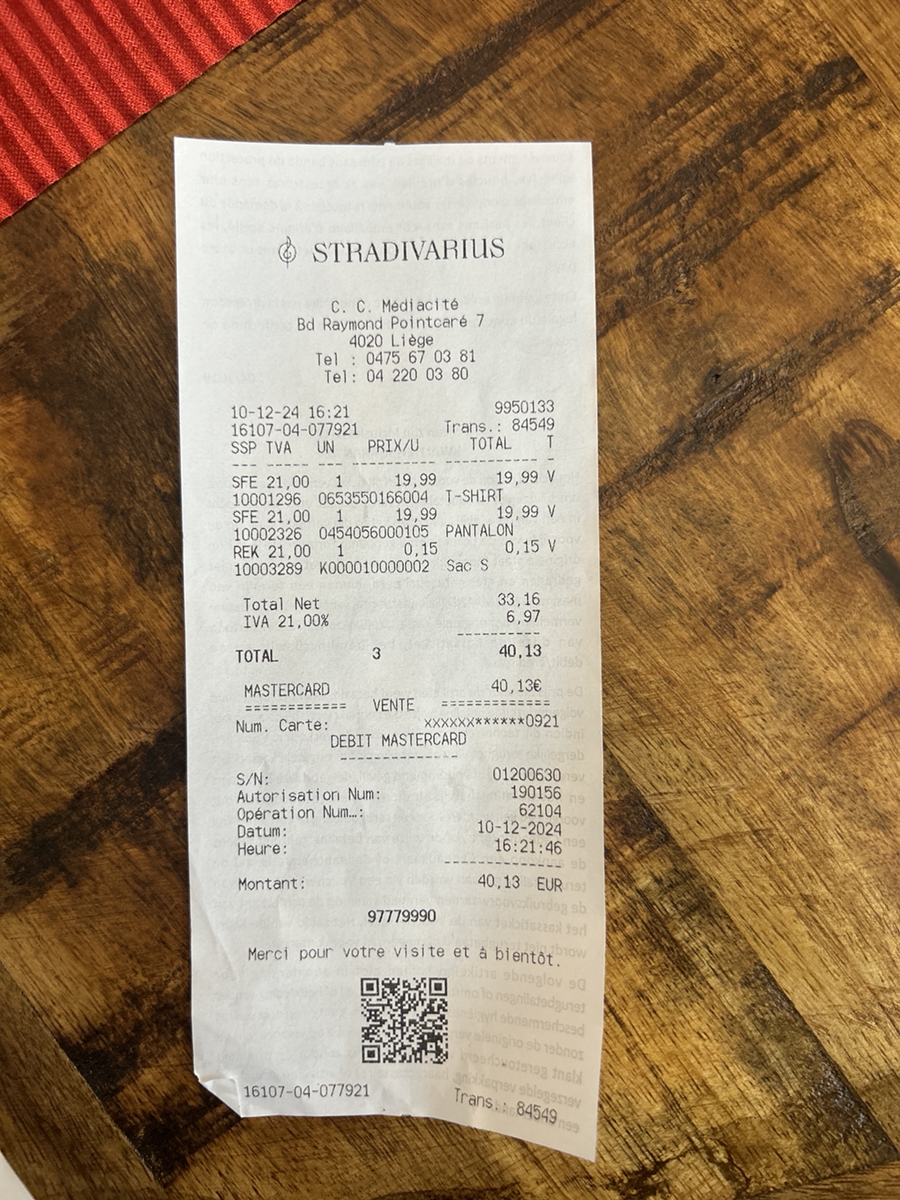 STRADIVARIUS
C. C. Médiacité
Bd Raymond Pointcaré 7
4020 Liège
Tel : 0475 67 03 81
Tel: 04 220 03 80
10-12-24 16:21 9950133
16107-04-077921 Trans.: 84549
SSP TVA UN PRIX/U TOTAL T
--- ----- -- ---------- ---------- -
SFE 21,00 1 19,99 19,99 V
10001296 0653550166004 T-SHIRT
SFE 21,00 1 19,99 19,99 V
10002326 0454056000105 PANTALON
REK 21,00 1 0,15 0,15 V
10003289 K000010000002 Sac S
Total Net 33,16
IVA 21,00% 6,97
----------
TOTAL 3 40,13
MASTERCARD 40,13€
============ VENTE ============
Num. Carte: XXXXXX******0921
DEBIT MASTERCARD
--------------
S/N: 01200630
Autorisation Num: 190156
Opération Num…: 62104
Datum: 10-12-2024
Heure: 16:21:46
--------------
Montant: 40,13 EUR
97779990
Merci pour votre visite et à bientôt.
16107-04-077921 Trans.: 84549